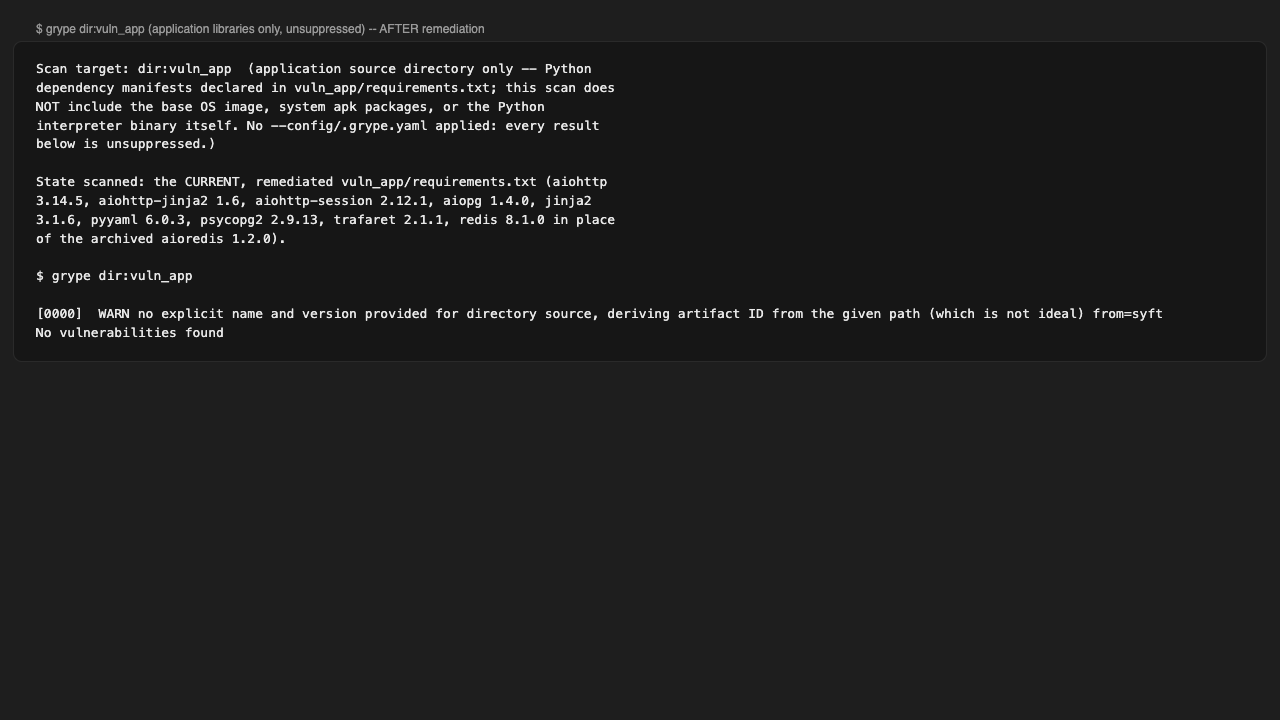 $ grype dir:vuln_app (application libraries only, unsuppressed) -- AFTER remediation
Scan target: dir:vuln_app  (application source directory only -- Python
dependency manifests declared in vuln_app/requirements.txt; this scan does
NOT include the base OS image, system apk packages, or the Python
interpreter binary itself. No --config/.grype.yaml applied: every result
below is unsuppressed.)
State scanned: the CURRENT, remediated vuln_app/requirements.txt (aiohttp
3.14.5, aiohttp-jinja2 1.6, aiohttp-session 2.12.1, aiopg 1.4.0, jinja2
3.1.6, pyyaml 6.0.3, psycopg2 2.9.13, trafaret 2.1.1, redis 8.1.0 in place
of the archived aioredis 1.2.0).
$ grype dir:vuln_app
[0000]  WARN no explicit name and version provided for directory source, deriving artifact ID from the given path (which is not ideal) from=syft
No vulnerabilities found